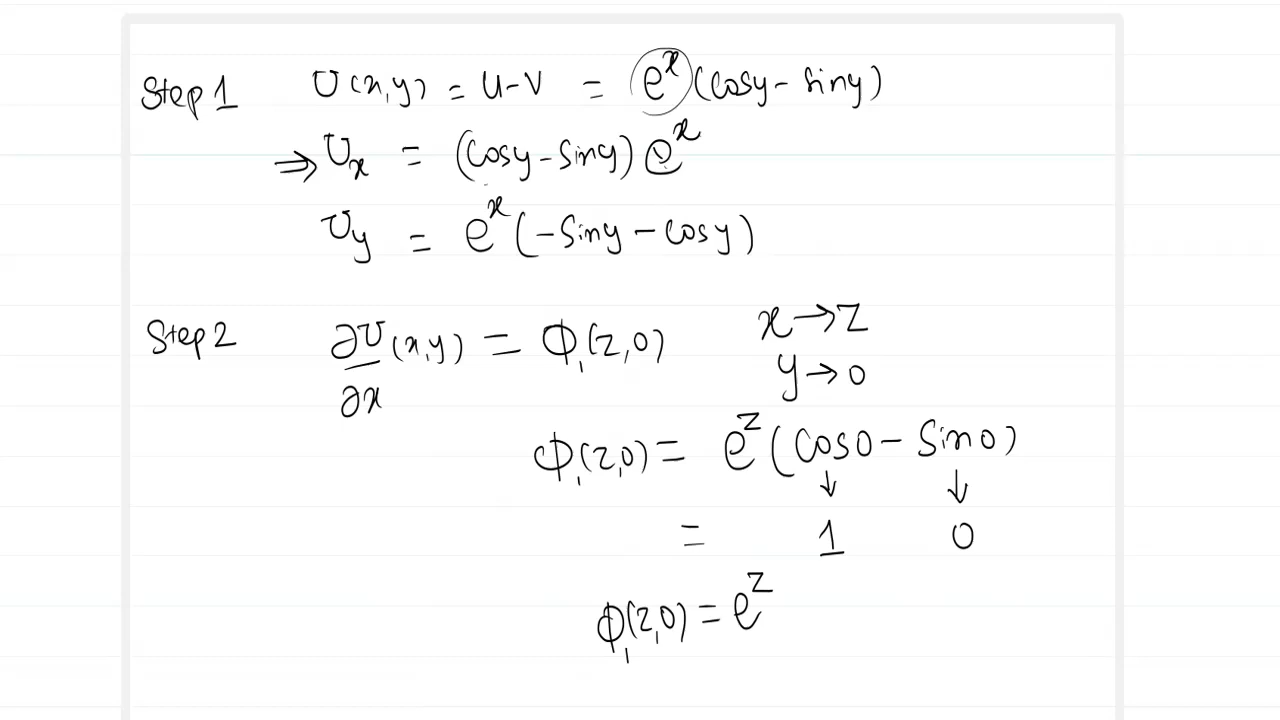 Step 1 U(x,y) = u-v = e^x (cosy - siny)
⇒ U_x = (cosy - siny) e^x
U_y = e^x (-siny - cosy)
Step 2 ∂U/∂x (x,y) = ϕ₁(z,0) x → z
y → 0
ϕ₁(z,0) = e^z (cos0 - sin0)
↓ ↓
= 1 0
ϕ₁(z,0) = e^z